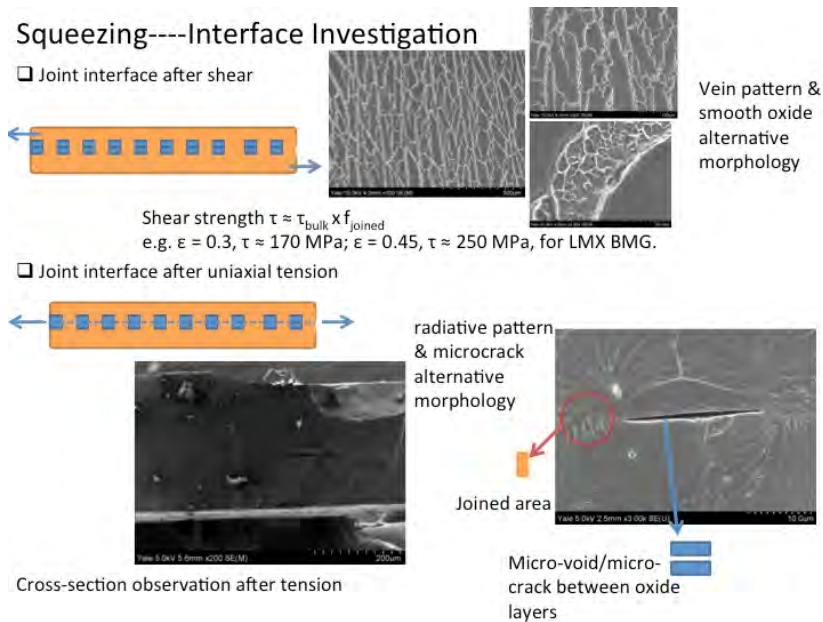 Squeezing----Interface Investigation
❑ Joint interface after shear
Vein pattern &
smooth oxide
alternative
morphology
Shear strength τ ≈ τbulk x fjoined
e.g. ε = 0.3, τ ≈ 170 MPa; ε = 0.45, τ ≈ 250 MPa, for LMX BMG.
❑ Joint interface after uniaxial tension
radiative pattern
& microcrack
alternative
morphology
Joined area
Yale 5.0kV 5.6mm x200 SE(M)
200um
Yale 5.0kV 2.5mm x3.00k SE(U)
10.0um
Micro-void/micro-
crack between oxide
layers
Cross-section observation after tension